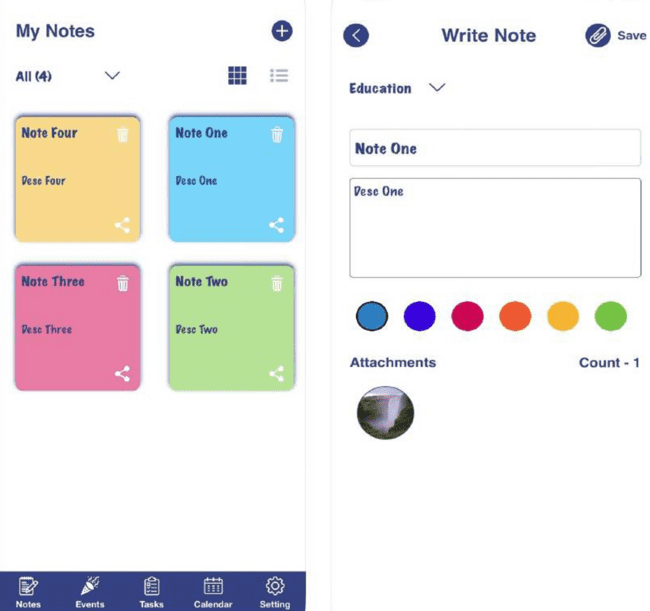 My Notes
All (4)
Note Four
Desc Four
Note One
Desc One
Note Three
Desc Three
Note Two
Desc Two
Notes
Events
Tasks
Calendar
Setting
Write Note
Save
Education
Note One
Desc One
Attachments
Count - 1